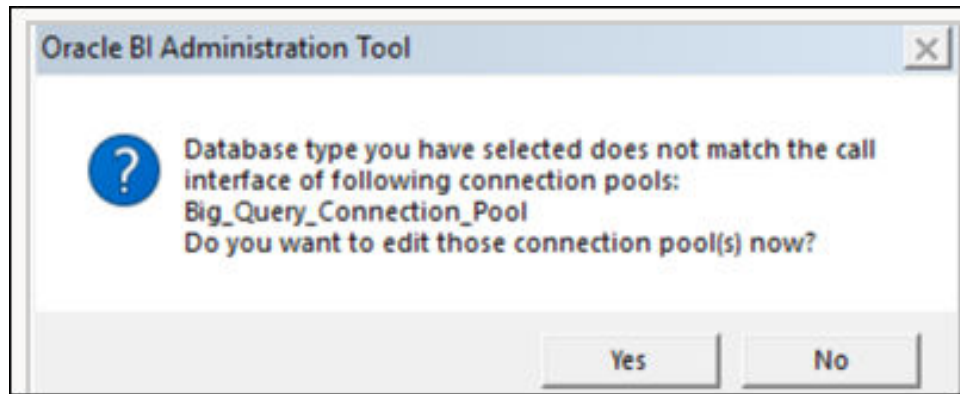 Oracle BI Administration Tool
?
Database type you have selected does not match the call
interface of following connection pools:
Big_Query_Connection_Pool
Do you want to edit those connection pool(s) now?
Yes No